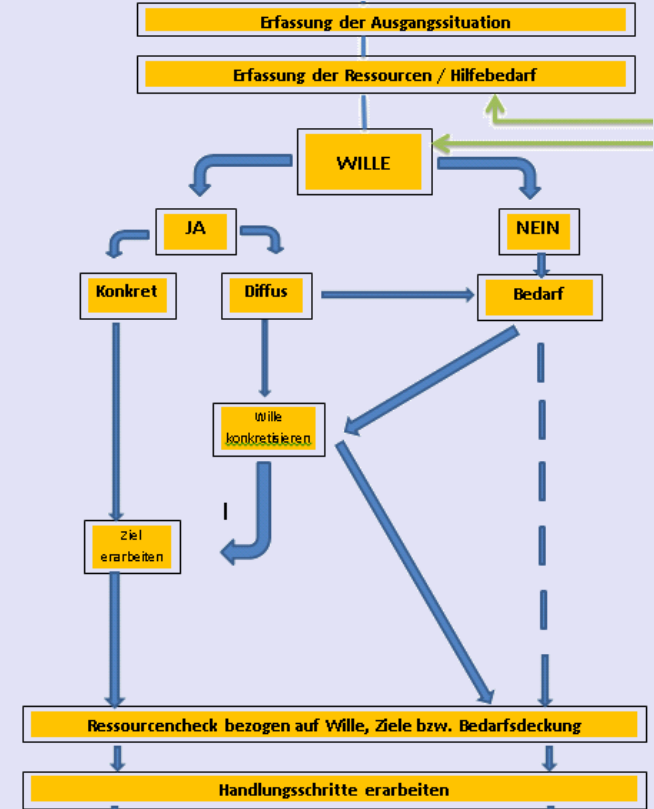 Erfassung der Ausgangssituation
Erfassung der Ressourcen / Hilfebedarf
WILLE
JA
NEIN
Konkret
Diffus
Bedarf
Wille
konkretisieren
I
Ziel
erarbeiten
Ressourcencheck bezogen auf Wille, Ziele bzw. Bedarfsdeckung
Handlungsschritte erarbeiten